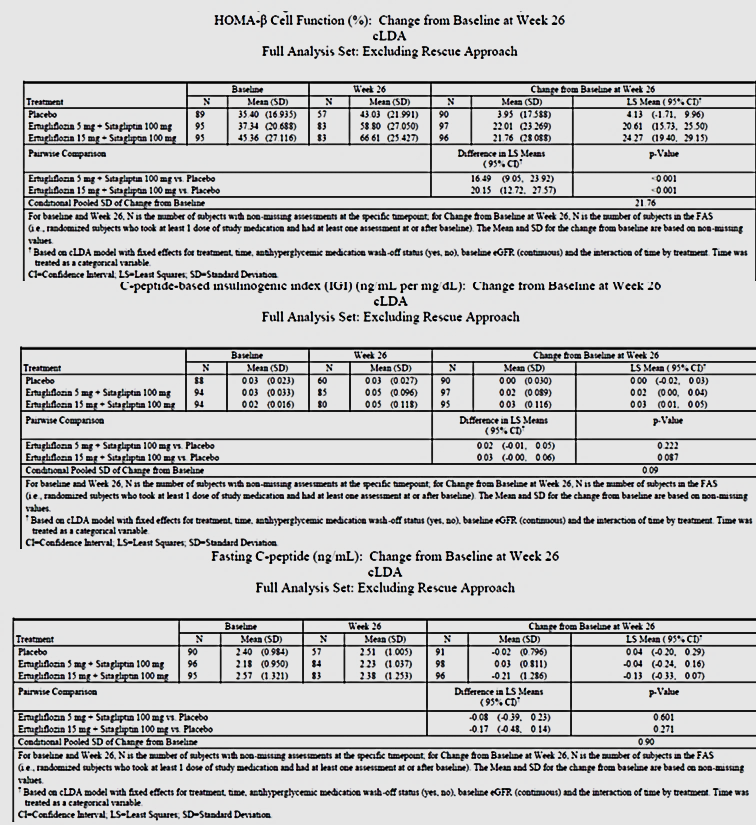 HOMA-β Cell Function (%): Change from Baseline at Week 26
cLDA
Full Analysis Set: Excluding Rescue Approach
Baseline Week 26 Change from Baseline at Week 26
Treatment N Mean (SD) N Mean (SD) N Mean (SD) LS Mean ( 95% CI)†
Placebo 89 35.40 (16.935) 57 43.03 (21.991) 90 3.95 (17.588) 4.13 (-1.71, 9.96)
Ertugliflozin 5 mg + Sitagliptin 100 mg 95 37.34 (20.688) 83 58.80 (27.050) 97 22.01 (23.269) 20.61 (15.73, 25.50)
Ertugliflozin 15 mg + Sitagliptin 100 mg 95 45.36 (27.116) 83 66.61 (25.427) 96 21.76 (28.088) 24.27 (19.40, 29.15)
Pairwise Comparison Difference in LS Means p-Value
( 95% CI)†
Ertugliflozin 5 mg + Sitagliptin 100 mg vs. Placebo 16.49 (9.05, 23.92) <0.001
Ertugliflozin 15 mg + Sitagliptin 100 mg vs. Placebo 20.15 (12.72, 27.57) <0.001
Conditional Pooled SD of Change from Baseline 21.76
For baseline and Week 26, N is the number of subjects with non-missing assessments at the specific timepoint; for Change from Baseline at Week 26, N is the number of subjects in the FAS
(i.e., randomized subjects who took at least 1 dose of study medication and had at least one assessment at or after baseline). The Mean and SD for the change from baseline are based on non-missing
values.
† Based on cLDA model with fixed effects for treatment, time, antihyperglycemic medication wash-off status (yes, no), baseline eGFR (continuous) and the interaction of time by treatment. Time was
treated as a categorical variable.
CI=Confidence Interval; LS=Least Squares; SD=Standard Deviation.
C-peptide-based insulinogenic index (IGI) (ng/mL per mg/dL): Change from Baseline at Week 26
cLDA
Full Analysis Set: Excluding Rescue Approach
Baseline Week 26 Change from Baseline at Week 26
Treatment N Mean (SD) N Mean (SD) N Mean (SD) LS Mean ( 95% CI)†
Placebo 88 0.03 (0.023) 60 0.03 (0.027) 90 0.00 (0.030) 0.00 (-0.02, 0.03)
Ertugliflozin 5 mg + Sitagliptin 100 mg 94 0.03 (0.033) 85 0.05 (0.096) 97 0.02 (0.089) 0.02 (0.00, 0.04)
Ertugliflozin 15 mg + Sitagliptin 100 mg 94 0.02 (0.016) 80 0.05 (0.118) 95 0.03 (0.116) 0.03 (0.01, 0.05)
Pairwise Comparison Difference in LS Means p-Value
( 95% CI)†
Ertugliflozin 5 mg + Sitagliptin 100 mg vs. Placebo 0.02 (-0.01, 0.05) 0.222
Ertugliflozin 15 mg + Sitagliptin 100 mg vs. Placebo 0.03 (-0.00, 0.06) 0.087
Conditional Pooled SD of Change from Baseline 0.09
For baseline and Week 26, N is the number of subjects with non-missing assessments at the specific timepoint; for Change from Baseline at Week 26, N is the number of subjects in the FAS
(i.e., randomized subjects who took at least 1 dose of study medication and had at least one assessment at or after baseline). The Mean and SD for the change from baseline are based on non-missing
values.
† Based on cLDA model with fixed effects for treatment, time, antihyperglycemic medication wash-off status (yes, no), baseline eGFR (continuous) and the interaction of time by treatment. Time was
treated as a categorical variable.
CI=Confidence Interval; LS=Least Squares; SD=Standard Deviation.
Fasting C-peptide (ng/mL): Change from Baseline at Week 26
cLDA
Full Analysis Set: Excluding Rescue Approach
Baseline Week 26 Change from Baseline at Week 26
Treatment N Mean (SD) N Mean (SD) N Mean (SD) LS Mean ( 95% CI)†
Placebo 90 2.40 (0.984) 57 2.51 (1.005) 91 -0.02 (0.796) 0.04 (-0.20, 0.29)
Ertugliflozin 5 mg + Sitagliptin 100 mg 96 2.18 (0.950) 84 2.23 (1.037) 98 0.03 (0.811) -0.04 (-0.24, 0.16)
Ertugliflozin 15 mg + Sitagliptin 100 mg 95 2.57 (1.321) 83 2.38 (1.253) 96 -0.21 (1.286) -0.13 (-0.33, 0.07)
Pairwise Comparison Difference in LS Means p-Value
( 95% CI)†
Ertugliflozin 5 mg + Sitagliptin 100 mg vs. Placebo -0.08 (-0.39, 0.23) 0.601
Ertugliflozin 15 mg + Sitagliptin 100 mg vs. Placebo -0.17 (-0.48, 0.14) 0.271
Conditional Pooled SD of Change from Baseline 0.90
For baseline and Week 26, N is the number of subjects with non-missing assessments at the specific timepoint; for Change from Baseline at Week 26, N is the number of subjects in the FAS
(i.e., randomized subjects who took at least 1 dose of study medication and had at least one assessment at or after baseline). The Mean and SD for the change from baseline are based on non-missing
values.
† Based on cLDA model with fixed effects for treatment, time, antihyperglycemic medication wash-off status (yes, no), baseline eGFR (continuous) and the interaction of time by treatment. Time was
treated as a categorical variable.
CI=Confidence Interval; LS=Least Squares; SD=Standard Deviation.